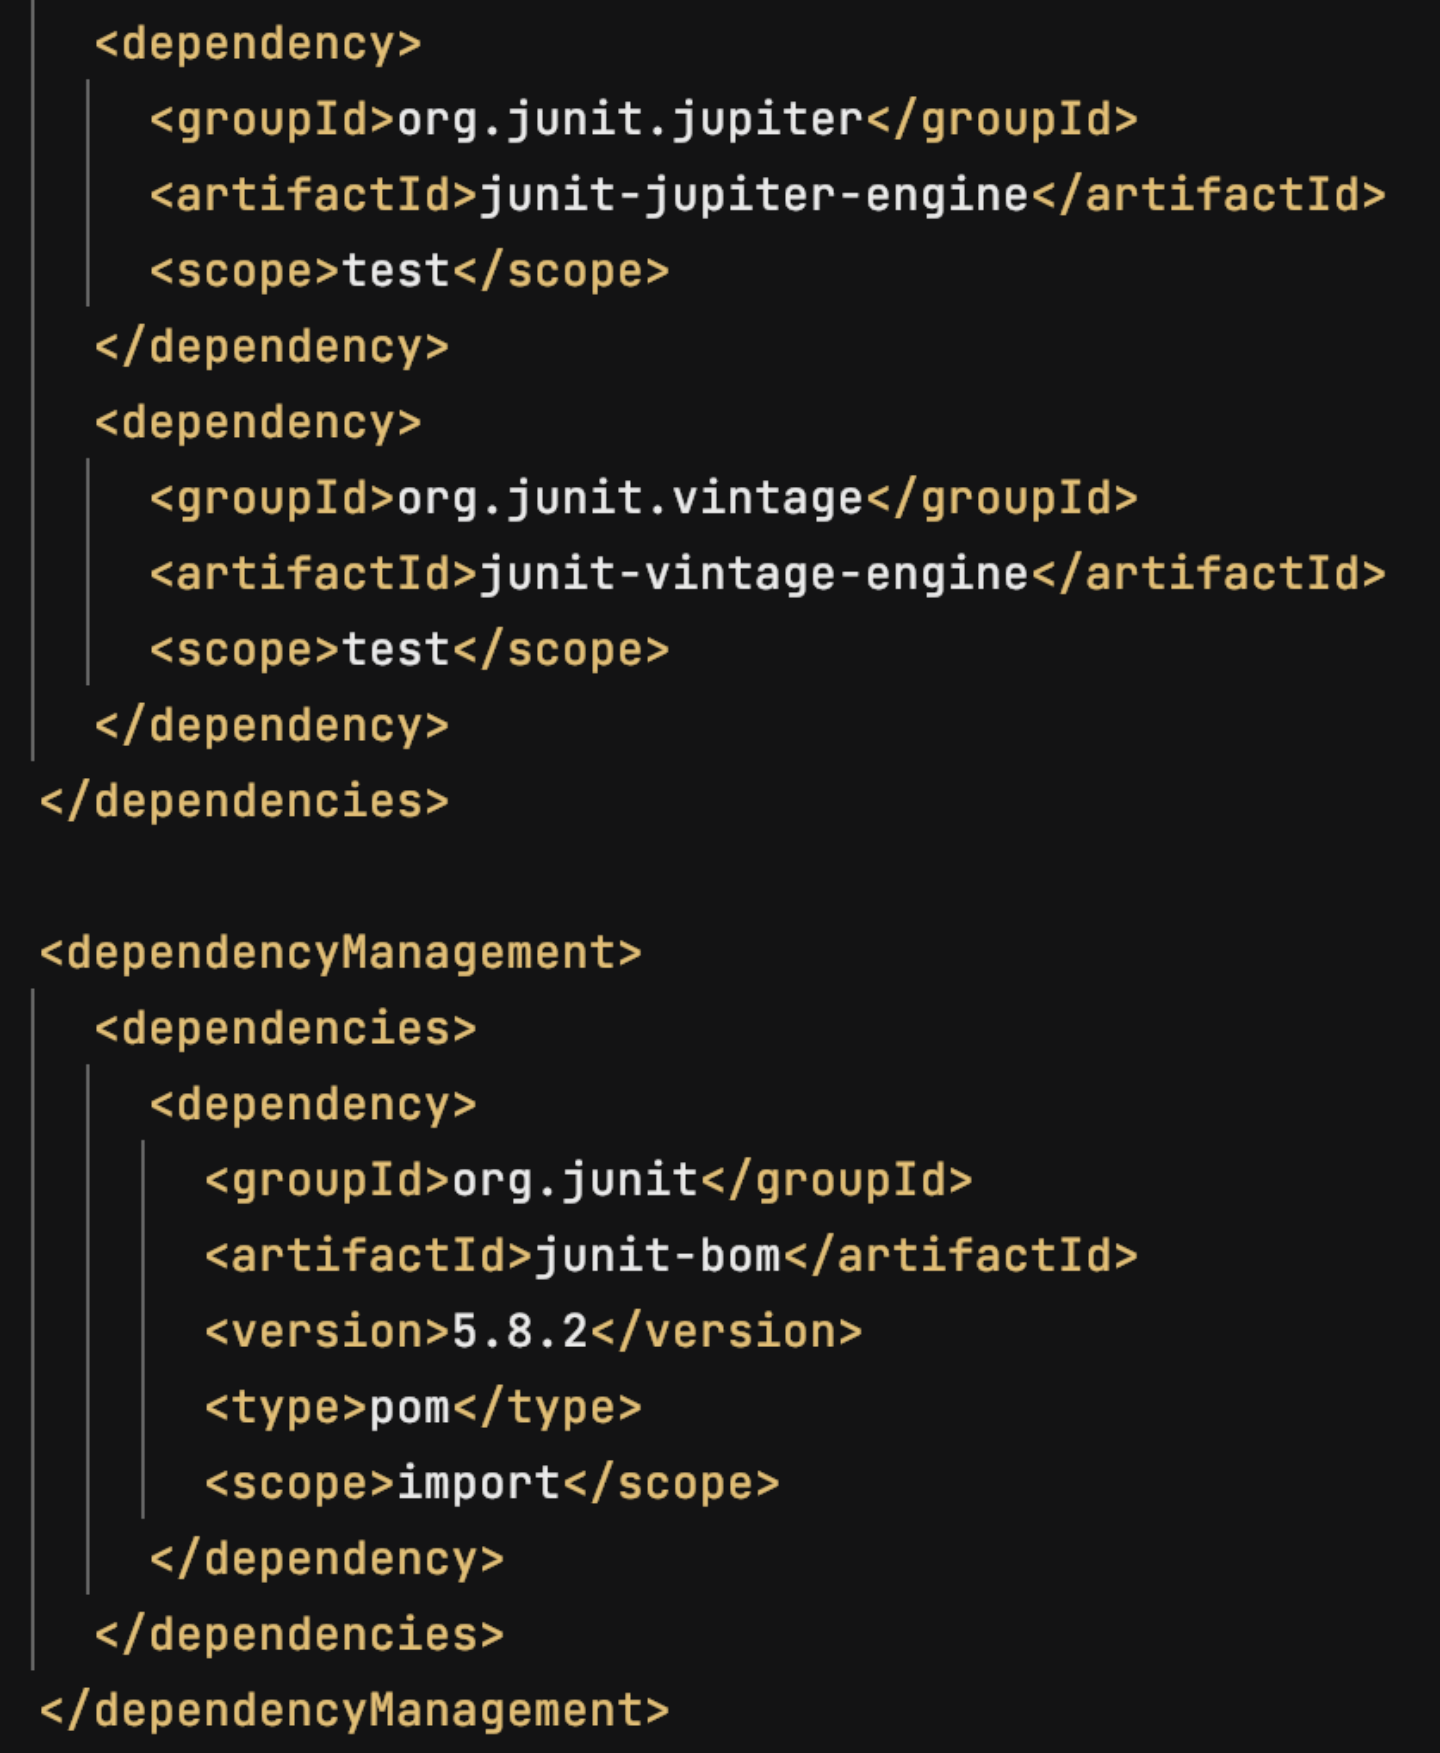 <dependency>
<groupId>org.junit.jupiter</groupId>
<artifactId>junit-jupiter-engine</artifactId>
<scope>test</scope>
</dependency>
<dependency>
<groupId>org.junit.vintage</groupId>
<artifactId>junit-vintage-engine</artifactId>
<scope>test</scope>
</dependency>
</dependencies>
<dependencyManagement>
<dependencies>
<dependency>
<groupId>org.junit</groupId>
<artifactId>junit-bom</artifactId>
<version>5.8.2</version>
<type>pom</type>
<scope>import</scope>
</dependency>
</dependencies>
</dependencyManagement>